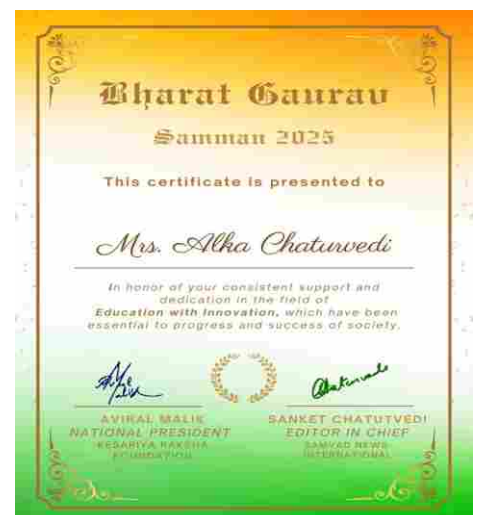 Bharat Gaurav
Samman 2025
This certificate is presented to
Mrs. Alka Chaturvedi
In honor of your consistent support and
dedication in the field of
Education with Innovation, which have been
essential to progress and success of society.
AVIRAL MALIK
NATIONAL PRESIDENT
KESARIYA RAKSHA
FOUNDATION
SANKET CHATUTVEDI
EDITOR IN CHIEF
SAMVAD NEWS
INTERNATIONAL